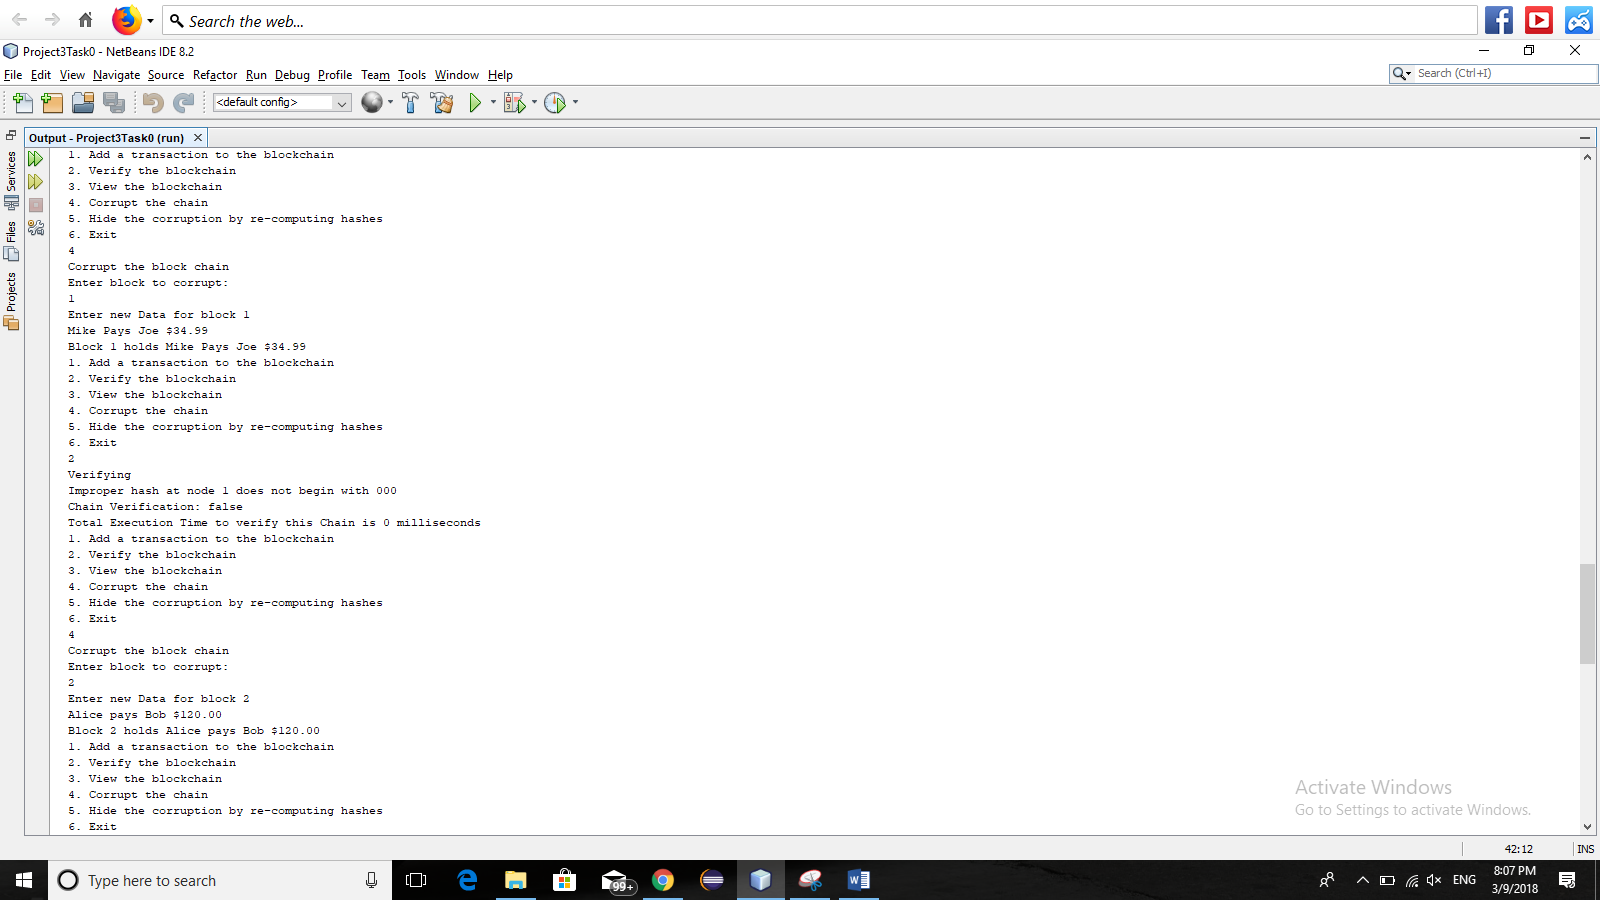 Search the web...
Project3Task0 - NetBeans IDE 8.2
File Edit View Navigate Source Refactor Run Debug Profile Team Tools Window Help
Search (Ctrl+I)
<default config>
Output - Project3Task0 (run)
Services
Files
Projects
1. Add a transaction to the blockchain
2. Verify the blockchain
3. View the blockchain
4. Corrupt the chain
5. Hide the corruption by re-computing hashes
6. Exit
4
Corrupt the block chain
Enter block to corrupt:
1
Enter new Data for block 1
Mike Pays Joe $34.99
Block 1 holds Mike Pays Joe $34.99
1. Add a transaction to the blockchain
2. Verify the blockchain
3. View the blockchain
4. Corrupt the chain
5. Hide the corruption by re-computing hashes
6. Exit
2
Verifying
Improper hash at node 1 does not begin with 000
Chain Verification: false
Total Execution Time to verify this Chain is 0 milliseconds
1. Add a transaction to the blockchain
2. Verify the blockchain
3. View the blockchain
4. Corrupt the chain
5. Hide the corruption by re-computing hashes
6. Exit
4
Corrupt the block chain
Enter block to corrupt:
2
Enter new Data for block 2
Alice pays Bob $120.00
Block 2 holds Alice pays Bob $120.00
1. Add a transaction to the blockchain
2. Verify the blockchain
3. View the blockchain
4. Corrupt the chain
5. Hide the corruption by re-computing hashes
6. Exit
Activate Windows
Go to Settings to activate Windows.
42:12 INS
Type here to search
99+
ENG
8:07 PM
3/9/2018